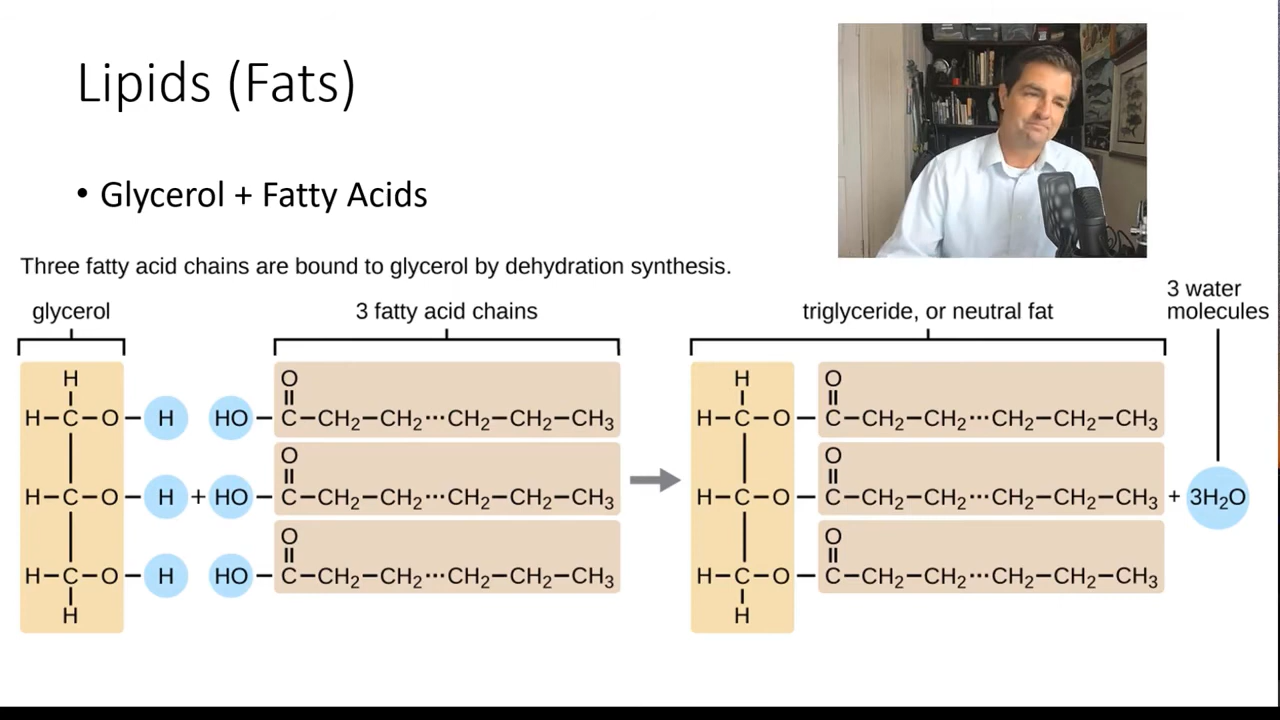 Lipids (Fats)
• Glycerol + Fatty Acids
Three fatty acid chains are bound to glycerol by dehydration synthesis.
glycerol
3 fatty acid chains
triglyceride, or neutral fat
3 water
molecules
H
O
H
O
H–C–O–H HO–C–CH₂–CH₂···CH₂–CH₂–CH₃
H–C–O–C–CH₂–CH₂···CH₂–CH₂–CH₃
O
O
H–C–O–H + HO–C–CH₂–CH₂···CH₂–CH₂–CH₃
H–C–O–C–CH₂–CH₂···CH₂–CH₂–CH₃ + 3H₂O
O
O
H–C–O–H HO–C–CH₂–CH₂···CH₂–CH₂–CH₃
H–C–O–C–CH₂–CH₂···CH₂–CH₂–CH₃
H
H